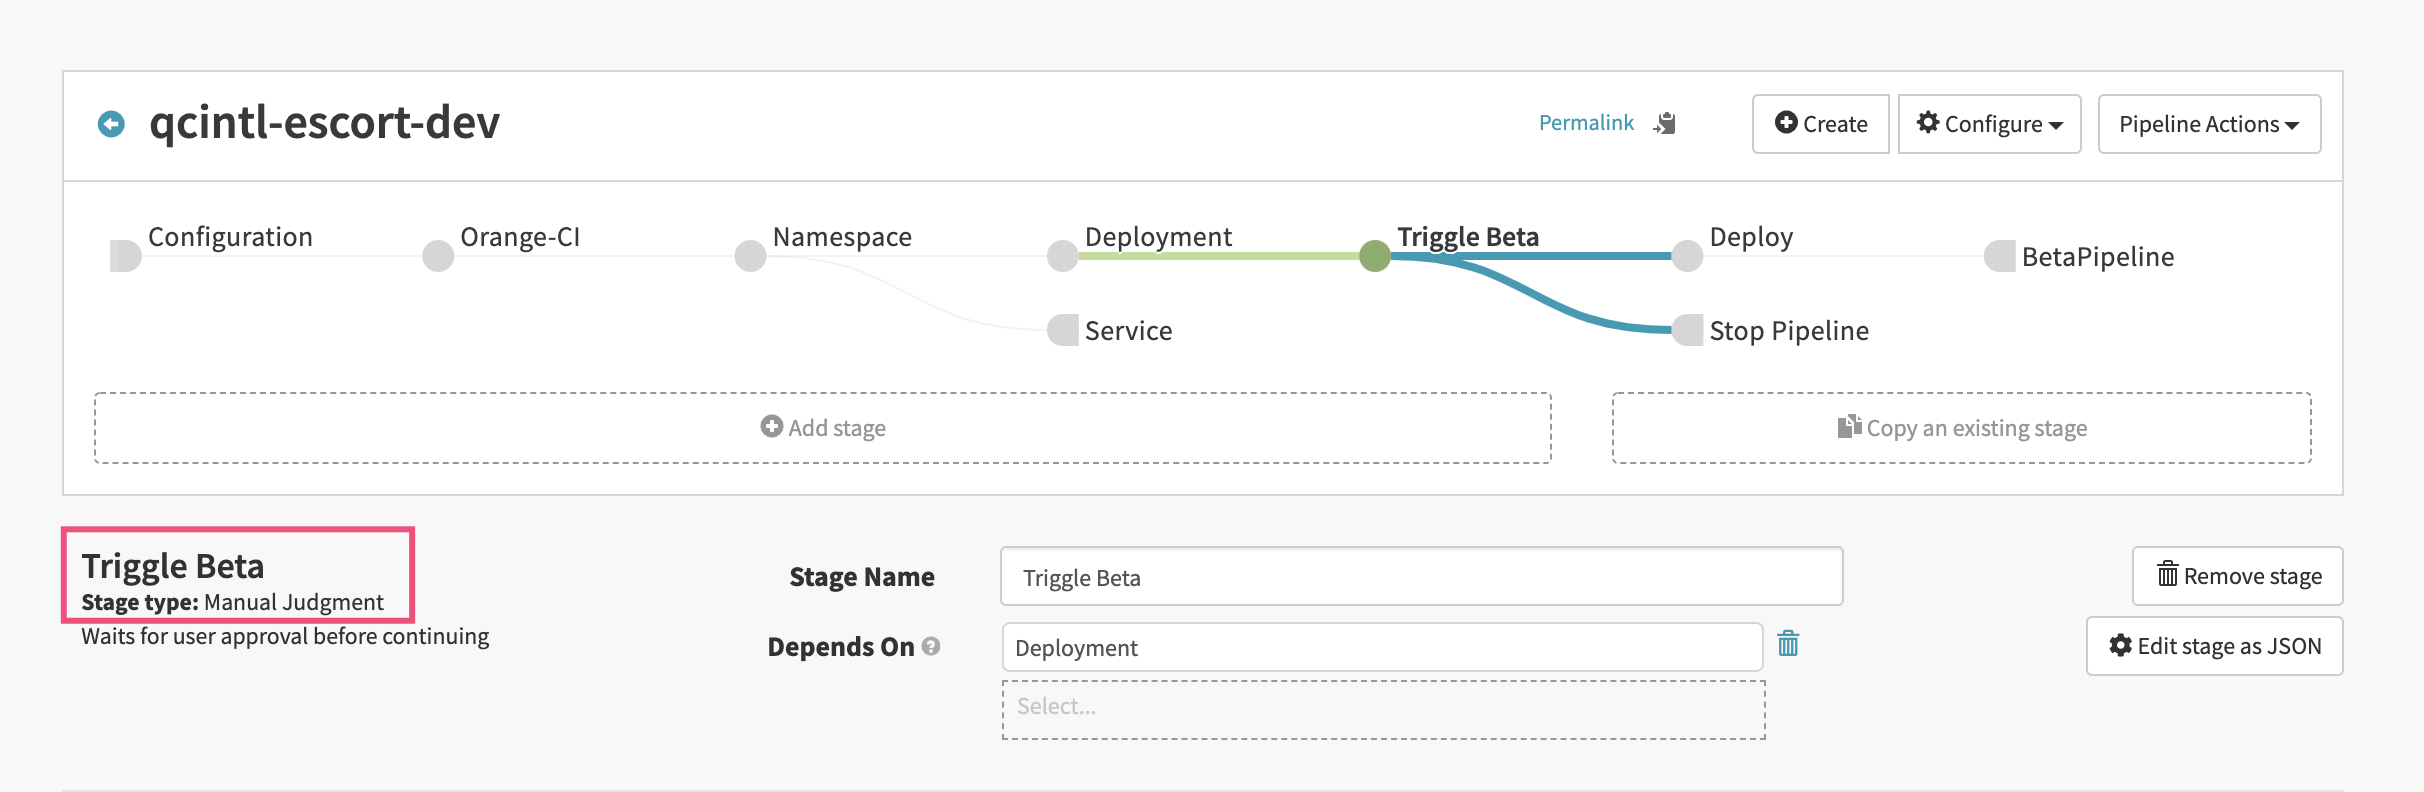 qcintl-escort-dev
Permalink
Create
Configure
Pipeline Actions
Configuration
Orange-CI
Namespace
Deployment
Triggle Beta
Deploy
BetaPipeline
Service
Stop Pipeline
Add stage
Copy an existing stage
Triggle Beta
Stage type: Manual Judgment
Waits for user approval before continuing
Stage Name
Triggle Beta
Remove stage
Depends On ?
Deployment
Edit stage as JSON
Select...